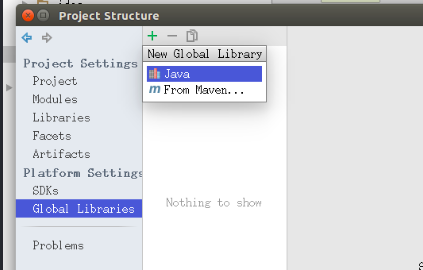 Project Structure
New Global Library
Java
From Maven...
Project Settings
Project
Modules
Libraries
Facets
Artifacts
Platform Settings
SDKs
Global Libraries
Problems
Nothing to show